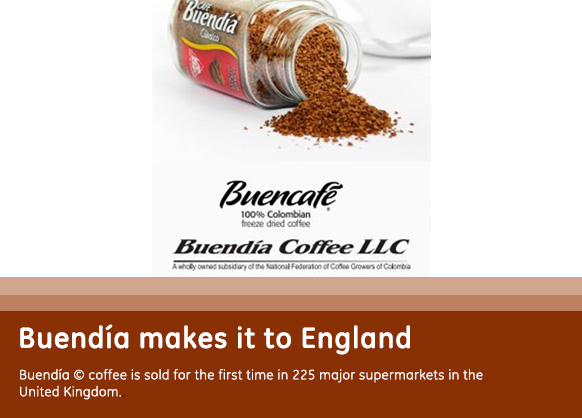 CAFÉ
Buendía
Clásico
Buencafé®
100% Colombian
freeze dried coffee
Buendía Coffee LLC
A wholly owned subsidiary of the National Federation of Coffee Growers of Colombia
Buendía makes it to England
Buendía © coffee is sold for the first time in 225 major supermarkets in the
United Kingdom.